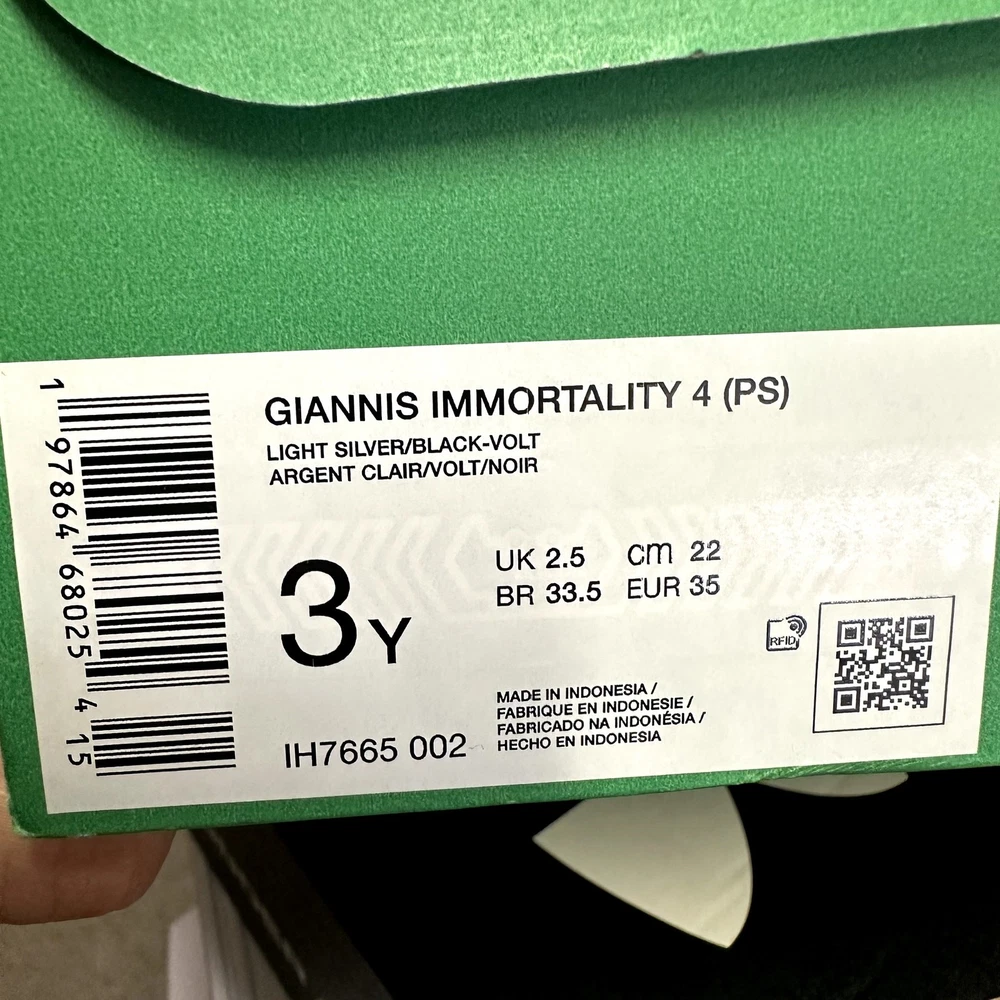 GIANNIS IMMORTALITY 4 (PS)
LIGHT SILVER/BLACK-VOLT
ARGENT CLAIR/VOLT/NOIR
3Y
UK 2.5 cm 22
BR 33.5 EUR 35
RFID
MADE IN INDONESIA /
FABRIQUE EN INDONESIE /
FABRICADO NA INDONÉSIA /
HECHO EN INDONESIA
IH7665 002
1 97864 68025 4 15